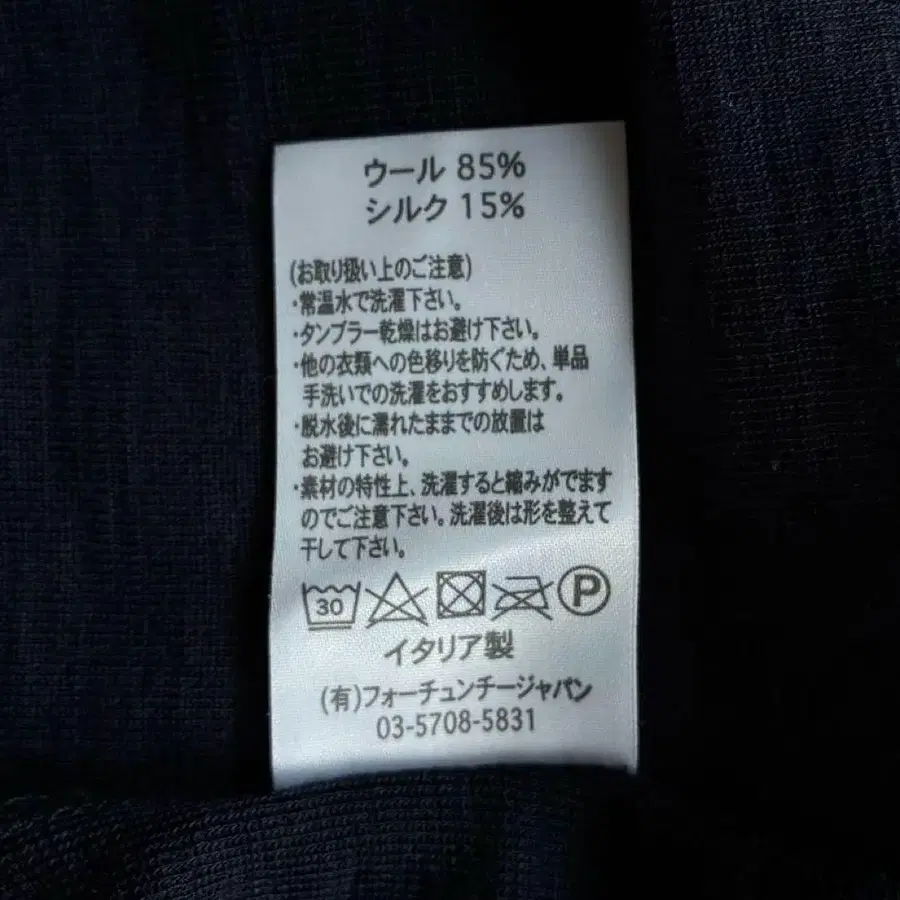 ウール 85%
シルク 15%
(お取り扱い上のご注意)
・常温水で洗濯下さい。
・タンブラー乾燥はお避け下さい。
・他の衣類への色移りを防ぐため、単品
手洗いでの洗濯をおすすめします。
・脱水後に濡れたままでの放置は
お避け下さい。
・素材の特性上、洗濯すると縮みがでます
のでご注意下さい。洗濯後は形を整えて
干して下さい。
30 P
イタリア製
(有)フォーチュンチージャパン
03-5708-5831